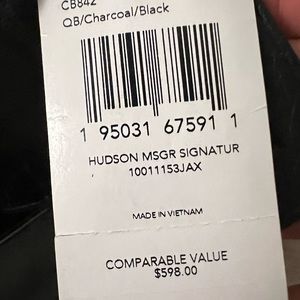 CB842
QB/Charcoal/Black
1 95031 67591 1
HUDSON MSGR SIGNATUR
10011153JAX
MADE IN VIETNAM
COMPARABLE VALUE
$598.00